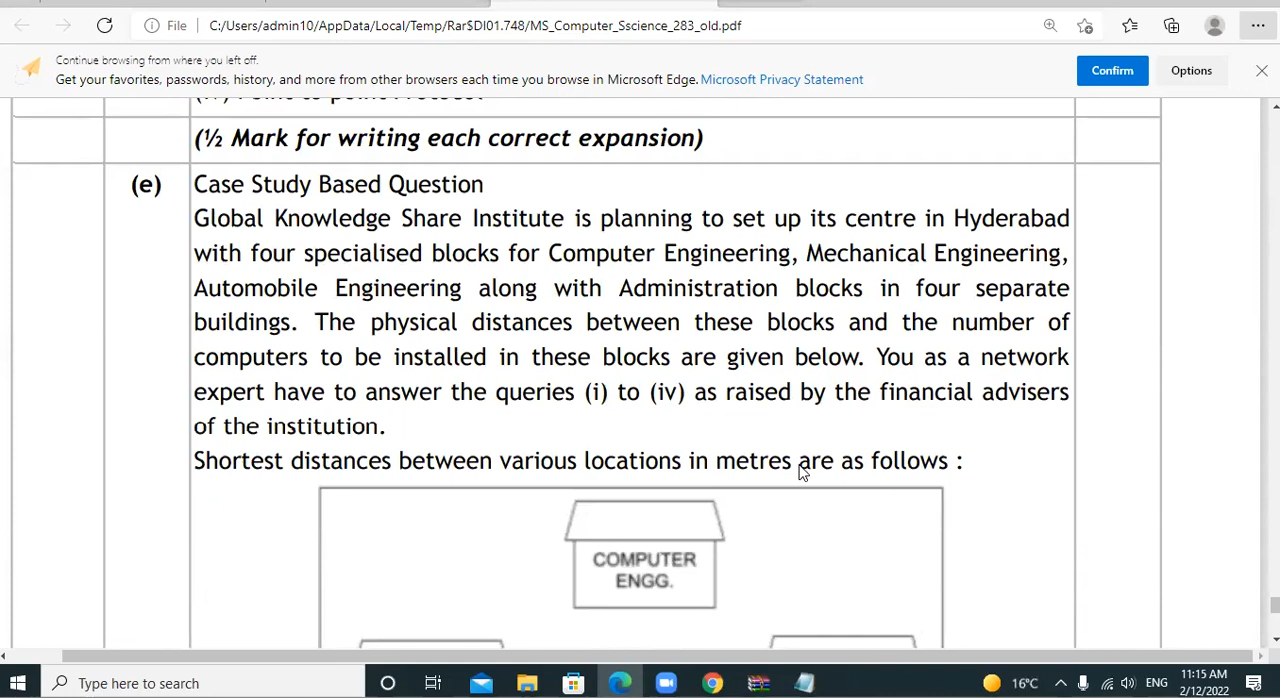 File
C:/Users/admin10/AppData/Local/Temp/Rar$DI01.748/MS_Computer_Sscience_283_old.pdf
Continue browsing from where you left off.
Get your favorites, passwords, history, and more from other browsers each time you browse in Microsoft Edge. Microsoft Privacy Statement
Confirm
Options
(½ Mark for writing each correct expansion)
(e) Case Study Based Question
Global Knowledge Share Institute is planning to set up its centre in Hyderabad
with four specialised blocks for Computer Engineering, Mechanical Engineering,
Automobile Engineering along with Administration blocks in four separate
buildings. The physical distances between these blocks and the number of
computers to be installed in these blocks are given below. You as a network
expert have to answer the queries (i) to (iv) as raised by the financial advisers
of the institution.
Shortest distances between various locations in metres are as follows :
COMPUTER
ENGG.
Type here to search
16°C
ENG
11:15 AM
2/12/2022